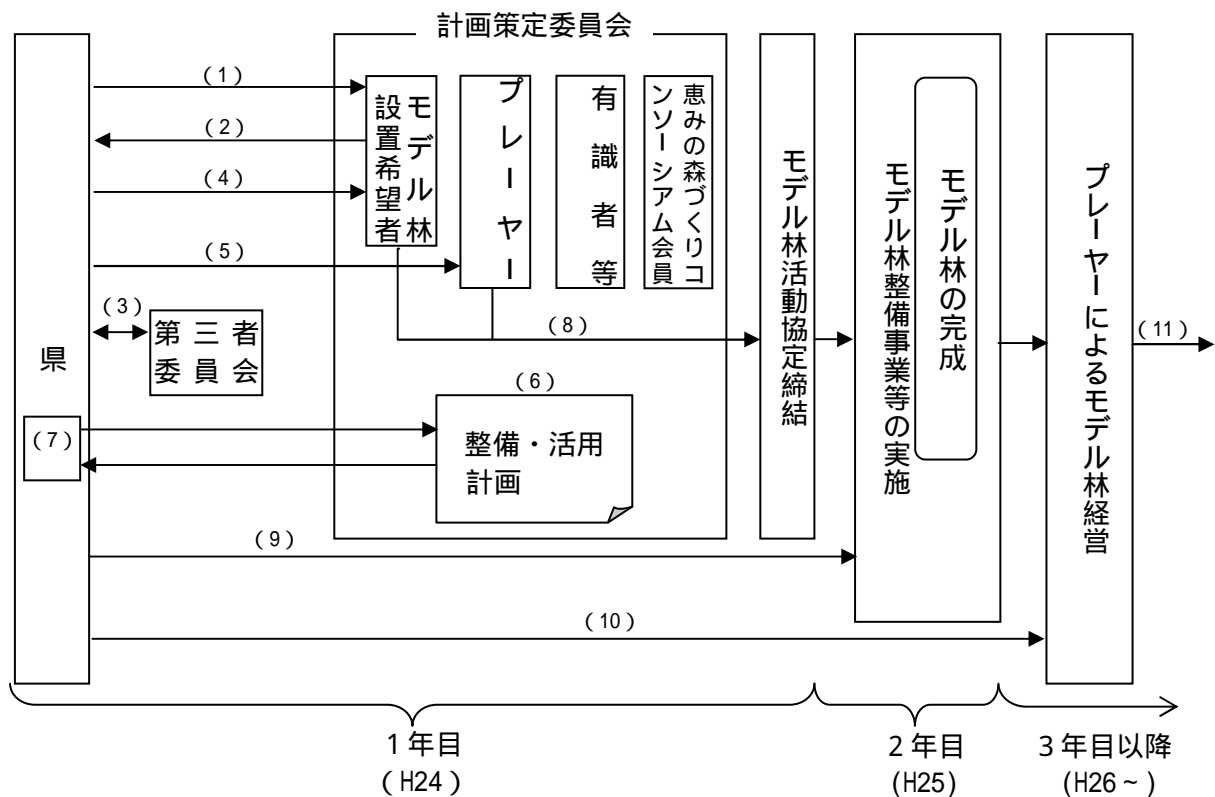 計画策定委員会
県
(1)
(2)
(4)
(5)
(3)
第三者
委員会
(7)
モデル林
設置希望者
プレーヤー
有識者等
恵みの森づくりコ
ンソーシアム会員
(8)
(6)
整備・活用
計画
(9)
(10)
モデル林活動協定締結
モデル林整備事業等の実施
モデル林の完成
プレーヤーによるモデル林経営
(11)
1年目
(H24)
2年目
(H25)
3年目以降
(H26~)